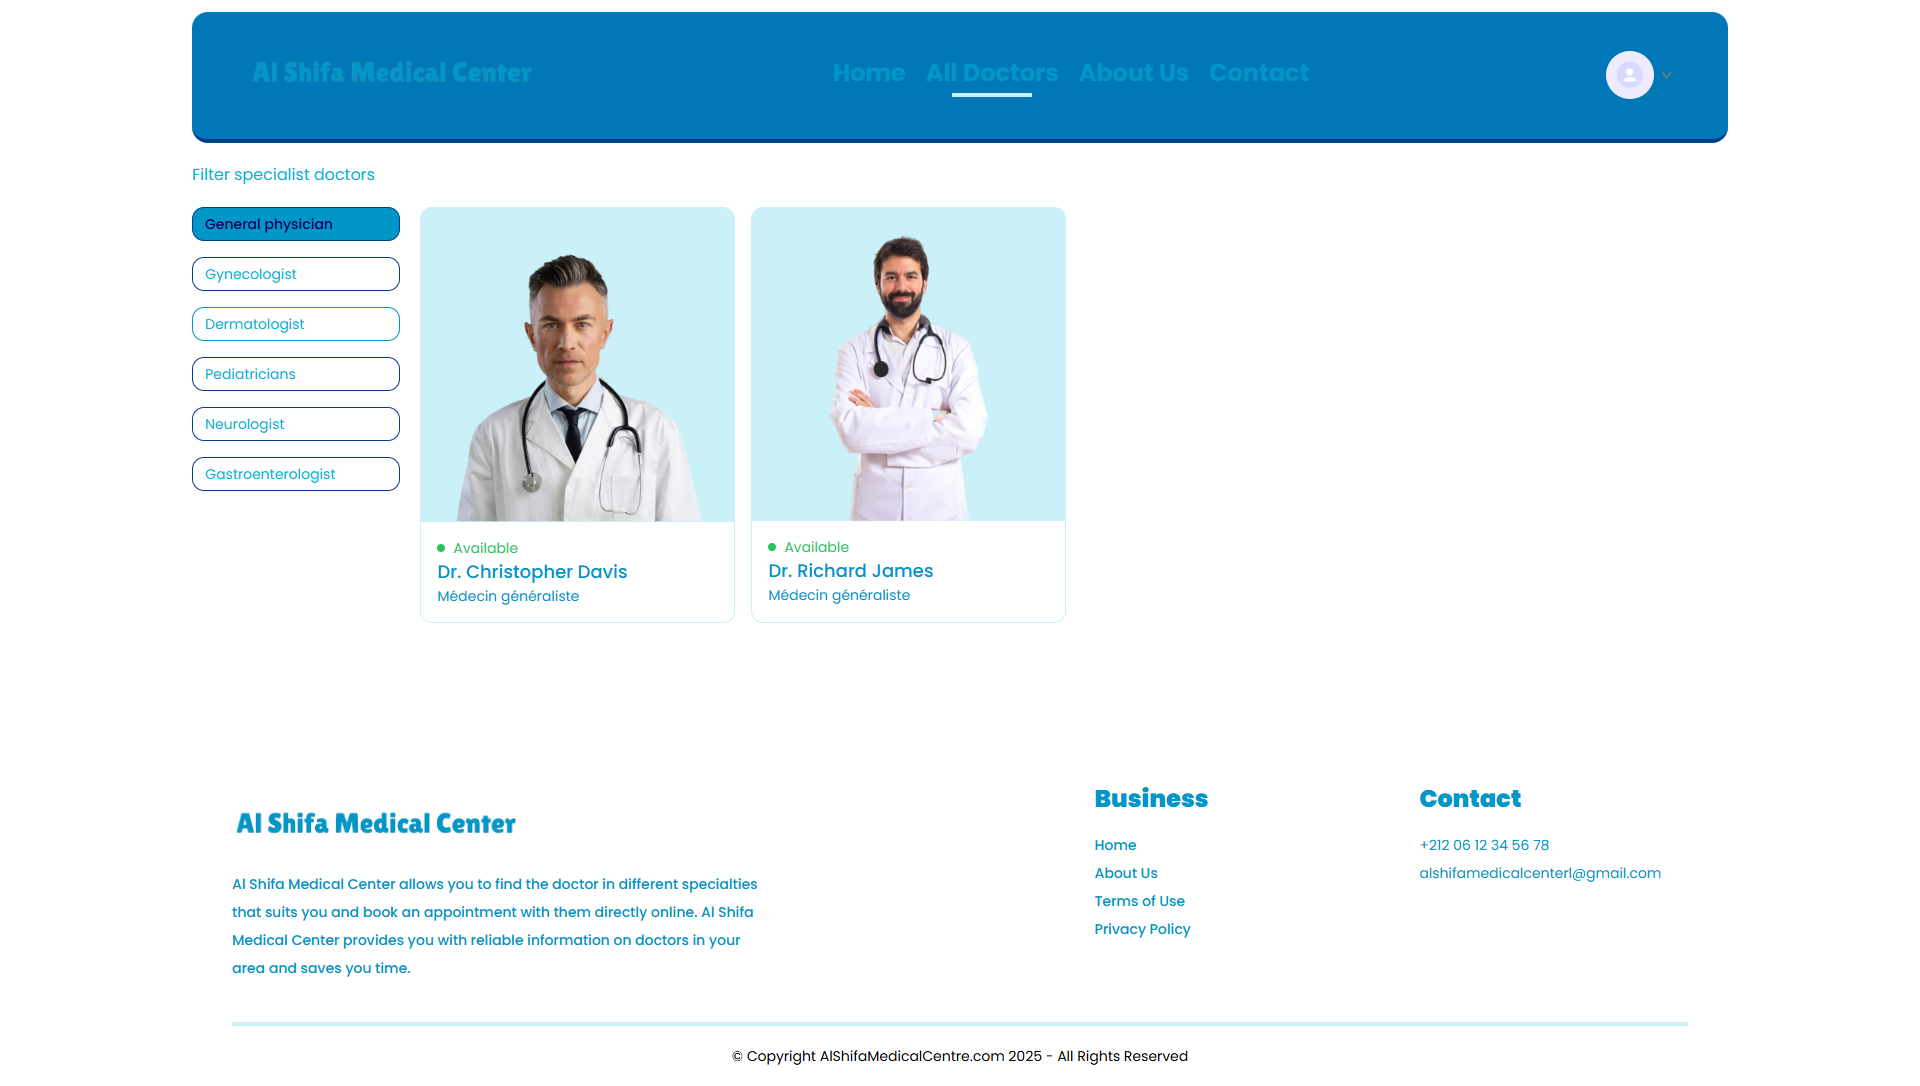 Al Shifa Medical Center
Home All Doctors About Us Contact
Filter specialist doctors
General physician
Gynecologist
Dermatologist
Pediatricians
Neurologist
Gastroenterologist
Available
Dr. Christopher Davis
Médecin généraliste
Available
Dr. Richard James
Médecin généraliste
Al Shifa Medical Center
Al Shifa Medical Center allows you to find the doctor in different specialties
that suits you and book an appointment with them directly online. Al Shifa
Medical Center provides you with reliable information on doctors in your
area and saves you time.
Business
Home
About Us
Terms of Use
Privacy Policy
Contact
+212 06 12 34 56 78
alshifamedicalcenterl@gmail.com
© Copyright AlShifaMedicalCentre.com 2025 - All Rights Reserved